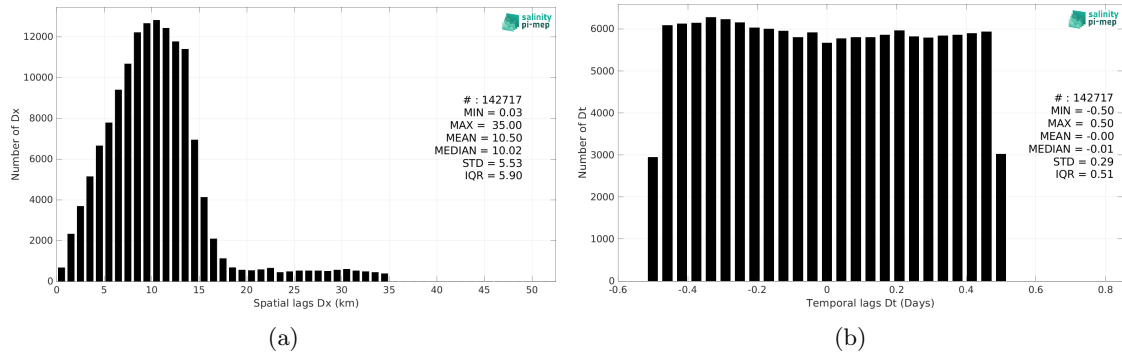 salinity
pi-mep
12000
10000
8000
6000
4000
2000
0
Number of Dx
# : 142717
MIN = 0.03
MAX = 35.00
MEAN = 10.50
MEDIAN = 10.02
STD = 5.53
IQR = 5.90
0 5 10 15 20 25 30 35 40 45 50
Spatial lags Dx (km)
(a)
salinity
pi-mep
6000
5000
4000
3000
2000
1000
0
Number of Dt
# : 142717
MIN = -0.50
MAX = 0.50
MEAN = -0.00
MEDIAN = -0.01
STD = 0.29
IQR = 0.51
-0.6 -0.4 -0.2 0 0.2 0.4 0.6 0.8
Temporal lags Dt (Days)
(b)